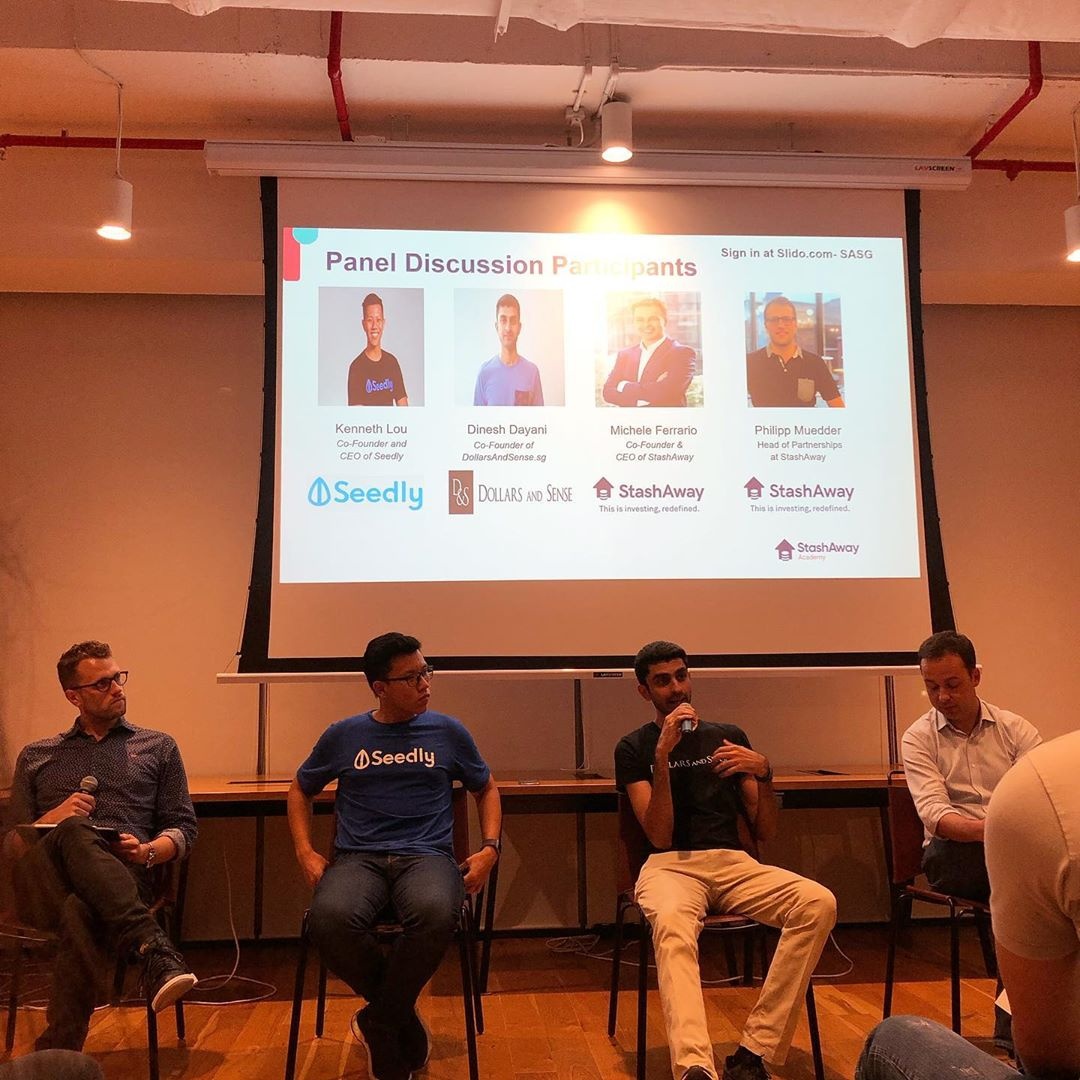 LAVSCREEN
Panel Discussion Participants
Sign in at Slido.com- SASG
Seedly
Kenneth Lou
Co-Founder and
CEO of Seedly
Seedly
Dinesh Dayani
Co-Founder of
DollarsAndSense.sg
D&S
DOLLARS AND SENSE
Michele Ferrario
Co-Founder &
CEO of StashAway
StashAway
This is investing, redefined.
Philipp Muedder
Head of Partnerships
at StashAway
StashAway
This is investing, redefined.
StashAway
Academy
Seedly
DOLLARS AND S